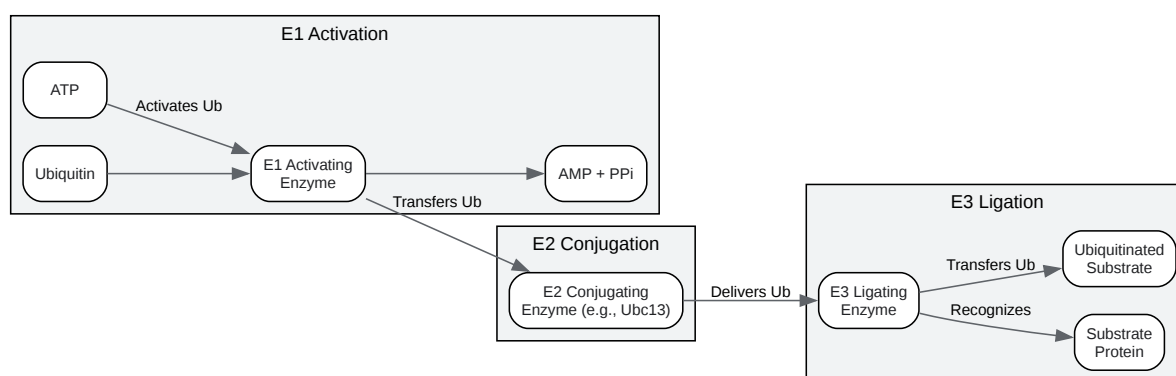 E1 Activation
ATP
Activates Ub
Ubiquitin
E1 Activating
Enzyme
AMP + PPi
Transfers Ub
E2 Conjugation
E2 Conjugating
Enzyme (e.g., Ubc13)
Delivers Ub
E3 Ligation
E3 Ligating
Enzyme
Transfers Ub
Ubiquitinated
Substrate
Recognizes
Substrate
Protein